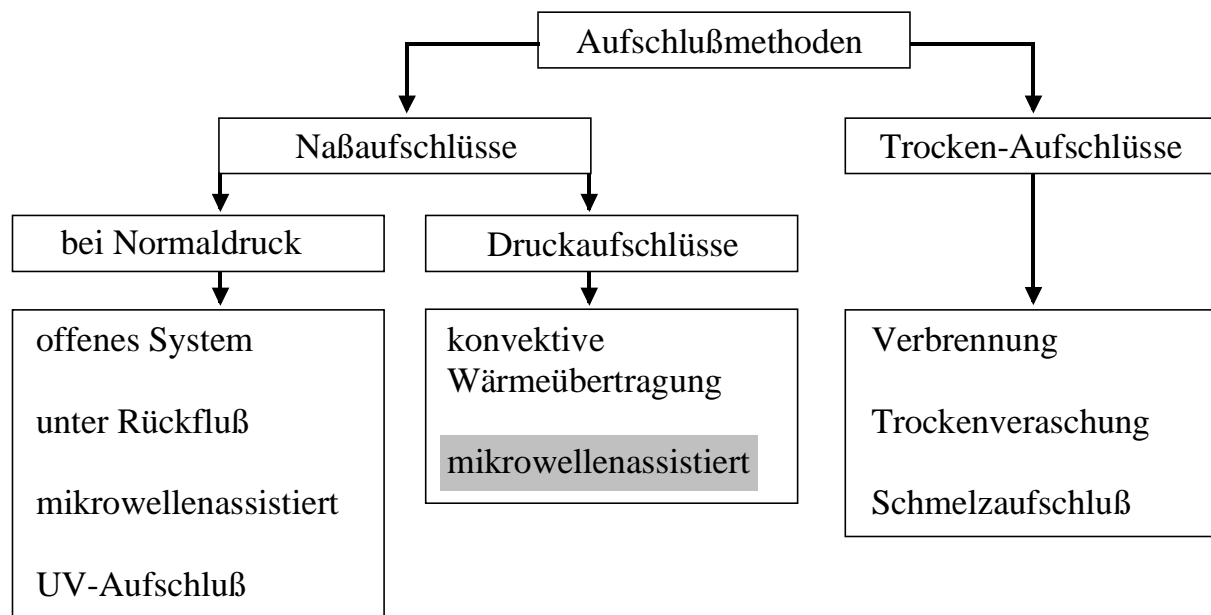 Aufschlußmethoden
Naßaufschlüsse
Trocken-Aufschlüsse
bei Normaldruck
Druckaufschlüsse
offenes System
unter Rückfluß
mikrowellenassistiert
UV-Aufschluß
konvektive
Wärmeübertragung
mikrowellenassistiert
Verbrennung
Trockenveraschung
Schmelzaufschluß